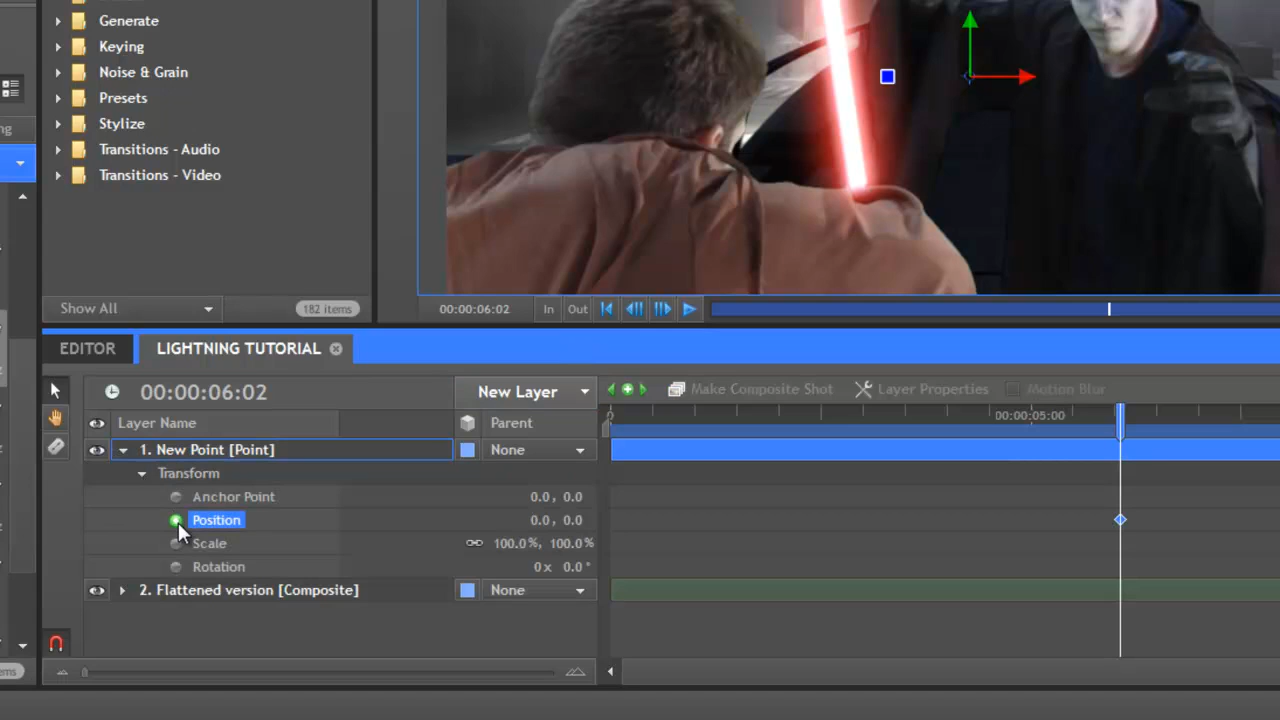 Generate
Keying
Noise & Grain
Presets
Stylize
Transitions - Audio
Transitions - Video
Show All
182 items
00:00:06:02
In
Out
EDITOR
LIGHTNING TUTORIAL
00:00:06:02
New Layer
Make Composite Shot
Layer Properties
Motion Blur
Layer Name
Parent
0
00:00:05:00
1. New Point [Point]
None
Transform
Anchor Point
0.0, 0.0
Position
0.0, 0.0
Scale
100.0%, 100.0%
Rotation
0x 0.0°
2. Flattened version [Composite]
None